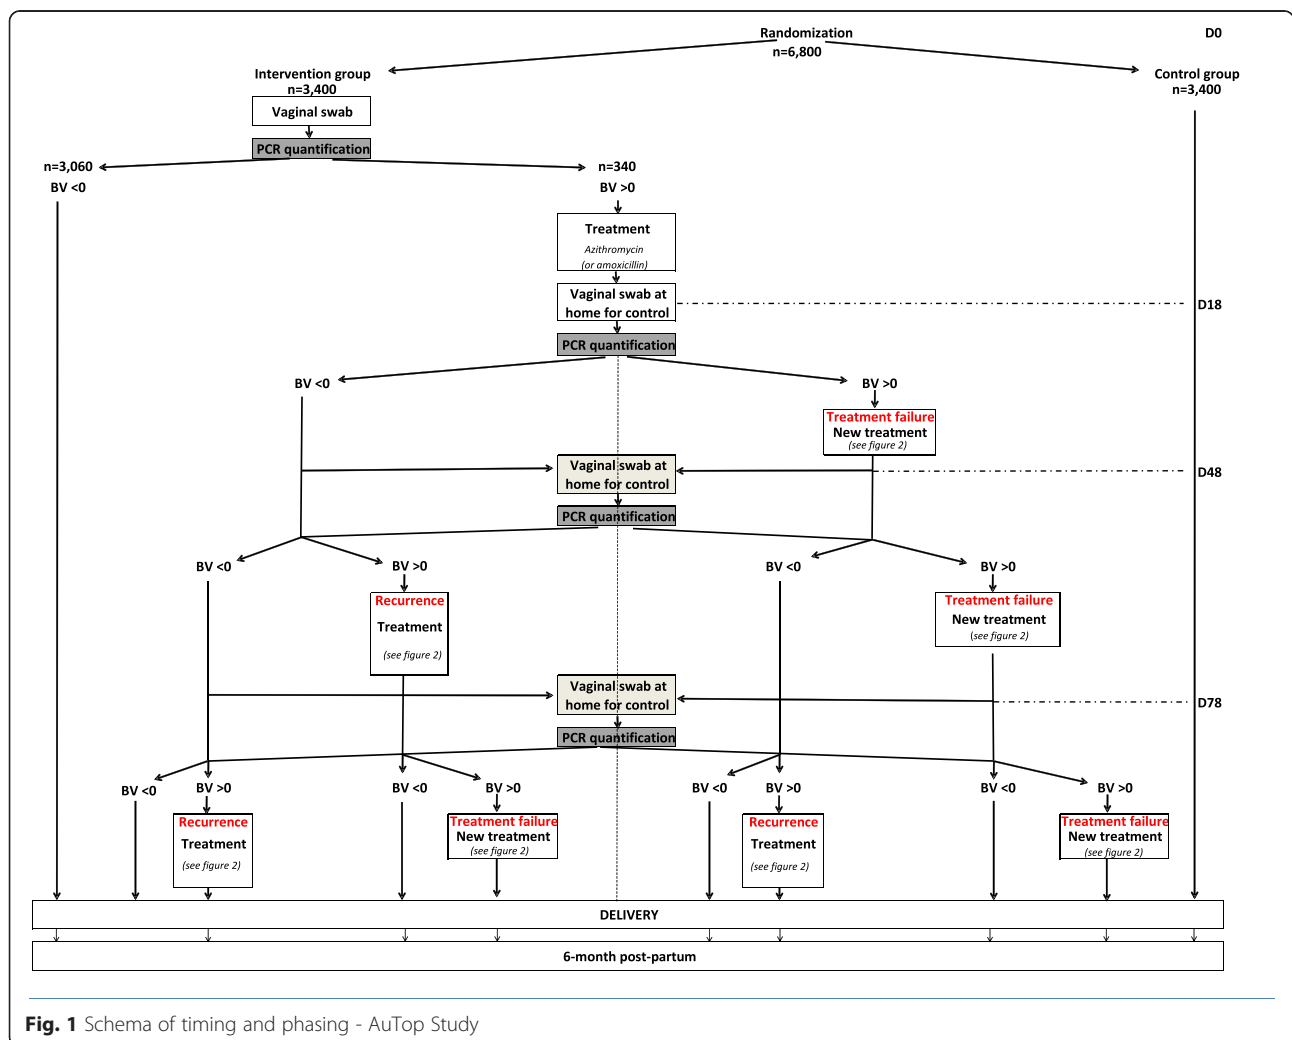 Randomization
D0
n=6,800
Intervention group
n=3,400
Control group
n=3,400
Vaginal swab
PCR quantification
n=3,060
BV <0
n=340
BV >0
Treatment
Azithromycin
(or amoxicillin)
Vaginal swab at
home for control
D18
PCR quantification
BV <0
BV >0
Treatment failure
New treatment
(see figure 2)
Vaginal swab at
home for control
D48
PCR quantification
BV <0
BV >0
BV <0
BV >0
Recurrence
Treatment
(see figure 2)
Treatment failure
New treatment
(see figure 2)
Vaginal swab at
home for control
D78
PCR quantification
BV <0
BV >0
BV <0
BV >0
BV <0
BV >0
BV <0
BV >0
Recurrence
Treatment
(see figure 2)
Treatment failure
New treatment
(see figure 2)
Recurrence
Treatment
(see figure 2)
Treatment failure
New treatment
(see figure 2)
DELIVERY
6-month post-partum
Fig. 1 Schema of timing and phasing - AuTop Study